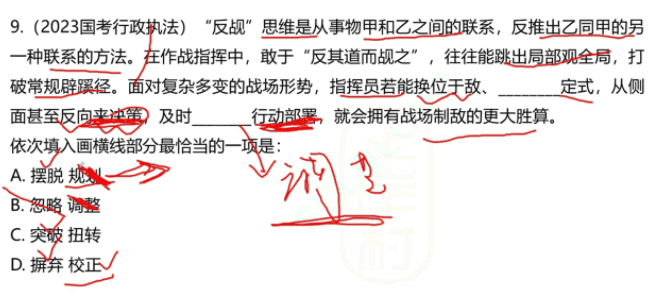 9.（2023国考行政执法）“反觇”思维是从事物甲和乙之间的联系，反推出乙同甲的另
一种联系的方法。在作战指挥中，敢于“反其道而觇之”，往往能跳出局部观全局，打
破常规辟蹊径。面对复杂多变的战场形势，指挥员若能换位于敌、________定式，从侧
面甚至反向来决策，及时________行动部署，就会拥有战场制敌的更大胜算。
依次填入画横线部分最恰当的一项是：
A. 摆脱 规划
B. 忽略 调整
C. 突破 扭转
D. 摒弃 校正
调